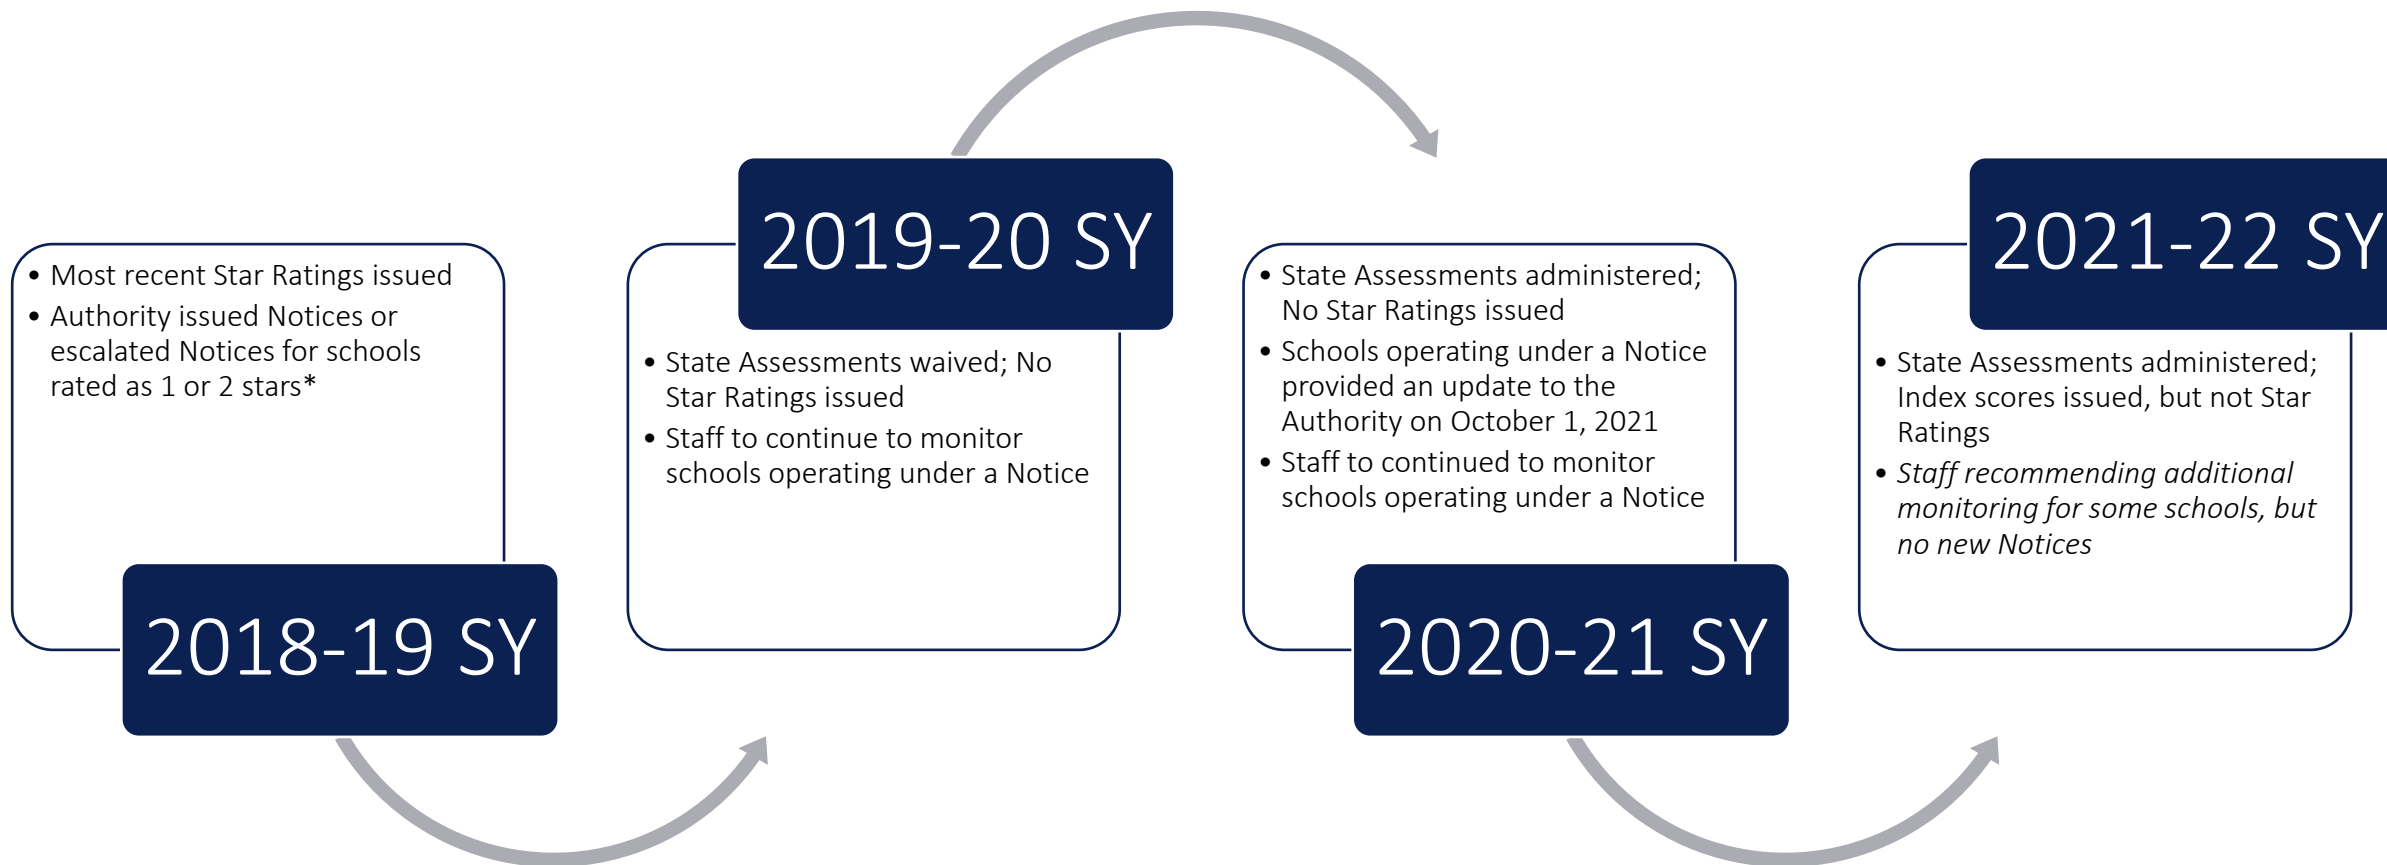 • Most recent Star Ratings issued
• Authority issued Notices or
escalated Notices for schools
rated as 1 or 2 stars*
2018-19 SY
2019-20 SY
• State Assessments waived; No
Star Ratings issued
• Staff to continue to monitor
schools operating under a Notice
• State Assessments administered;
No Star Ratings issued
• Schools operating under a Notice
provided an update to the
Authority on October 1, 2021
• Staff to continued to monitor
schools operating under a Notice
2020-21 SY
2021-22 SY
• State Assessments administered;
Index scores issued, but not Star
Ratings
• Staff recommending additional
monitoring for some schools, but
no new Notices